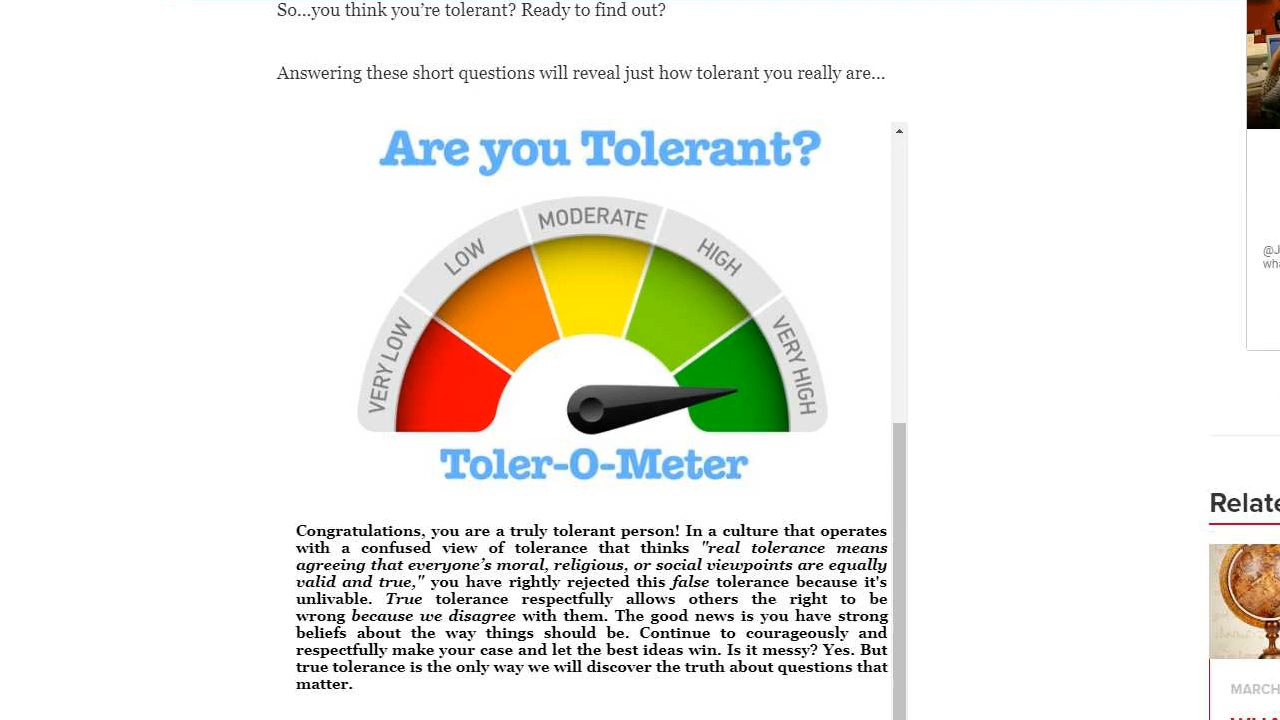 So...you think you're tolerant? Ready to find out?
Answering these short questions will reveal just how tolerant you really are...
Are you Tolerant?
VERY LOW
LOW
MODERATE
HIGH
VERY HIGH
Toler-O-Meter
Congratulations, you are a truly tolerant person! In a culture that operates
with a confused view of tolerance that thinks "real tolerance means
agreeing that everyone's moral, religious, or social viewpoints are equally
valid and true," you have rightly rejected this false tolerance because it's
unlivable. True tolerance respectfully allows others the right to be
wrong because we disagree with them. The good news is you have strong
beliefs about the way things should be. Continue to courageously and
respectfully make your case and let the best ideas win. Is it messy? Yes. But
true tolerance is the only way we will discover the truth about questions that
matter.
@J
wha
Relate
MARCH